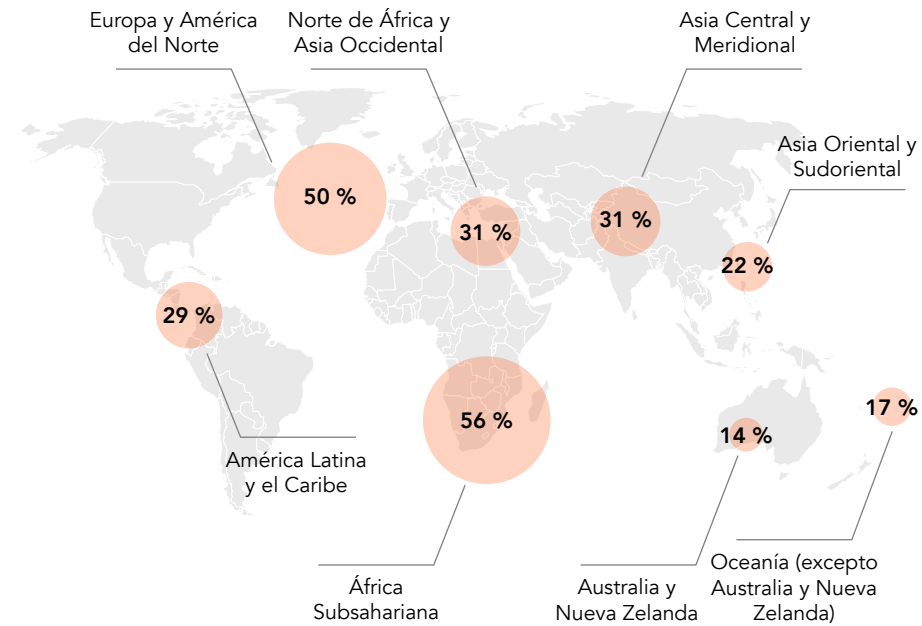 Europa y América
del Norte
Norte de África y
Asia Occidental
Asia Central y
Meridional
Asia Oriental y
Sudoriental
50 %
31 %
31 %
22 %
29 %
56 %
17 %
14 %
América Latina
y el Caribe
África
Subsahariana
Australia y
Nueva Zelanda
Oceanía (excepto
Australia y Nueva
Zelanda)